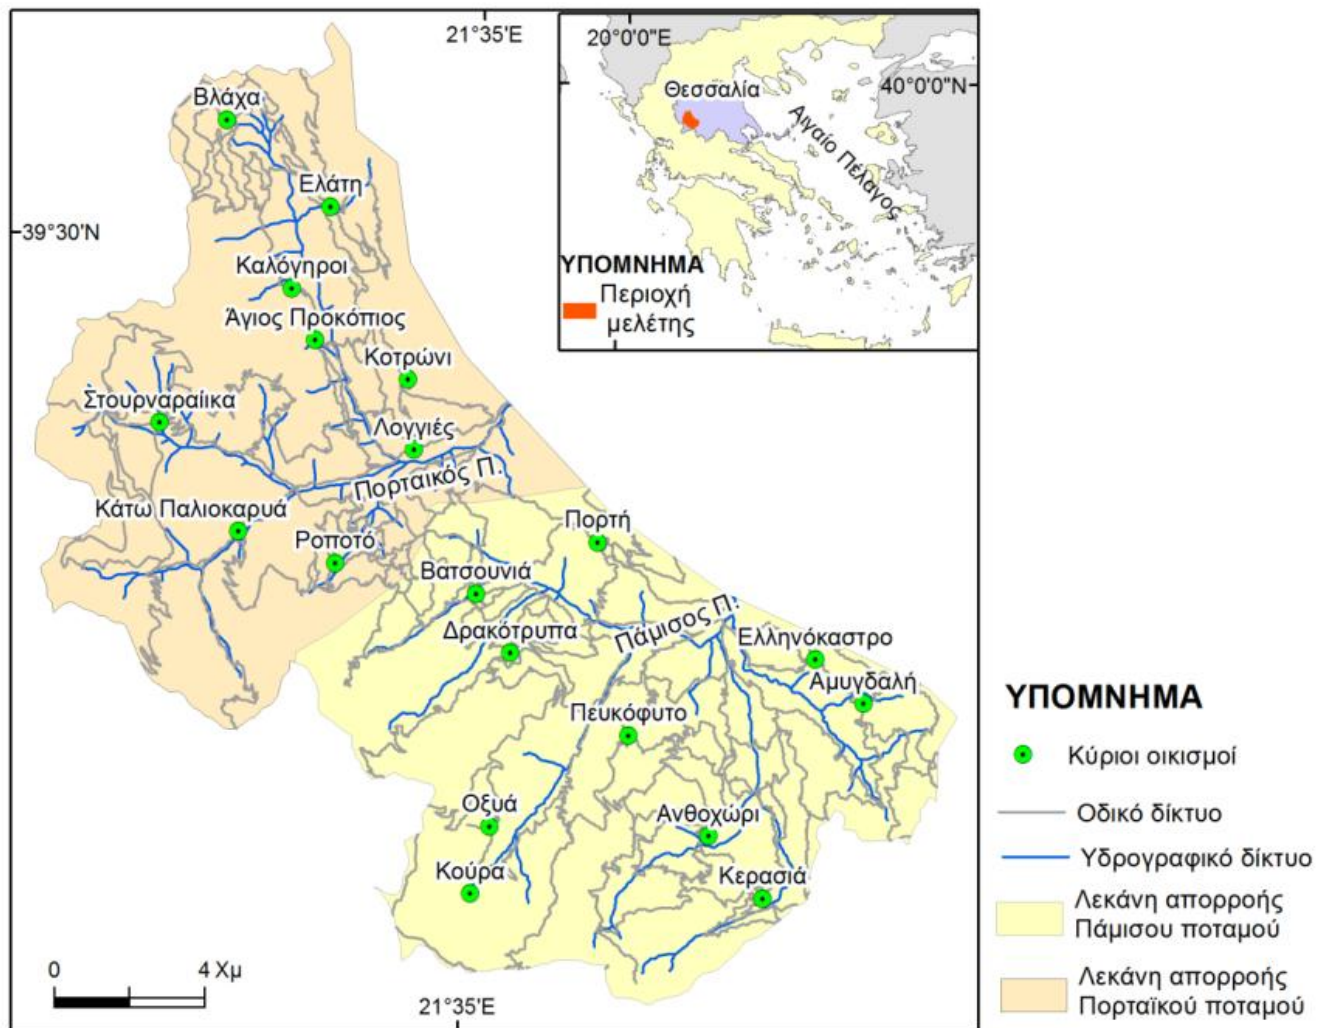 21°35'E
20°0'0"E
Θεσσαλία
40°0'0"N
Αιγαίο Πέλαγος
ΥΠΟΜΝΗΜΑ
Περιοχή
μελέτης
39°30'N
Βλάχα
Ελάτη
Καλόγηροι
Άγιος Προκόπιος
Κοτρώνι
Στουρναραίικα
Λογγιές
Πορταικός Π.
Κάτω Παλιοκαρυά
Ροποτό
Πορτή
Βατσουνιά
Πάμισος Π.
Δρακότρυπα
Ελληνόκαστρο
Αμυγδαλή
Πευκόφυτο
Οξυά
Ανθοχώρι
Κούρα
Κερασιά
0 4 Χμ
21°35'E
ΥΠΟΜΝΗΜΑ
Κύριοι οικισμοί
Οδικό δίκτυο
Υδρογραφικό δίκτυο
Λεκάνη απορροής
Πάμισου ποταμού
Λεκάνη απορροής
Πορταϊκού ποταμού